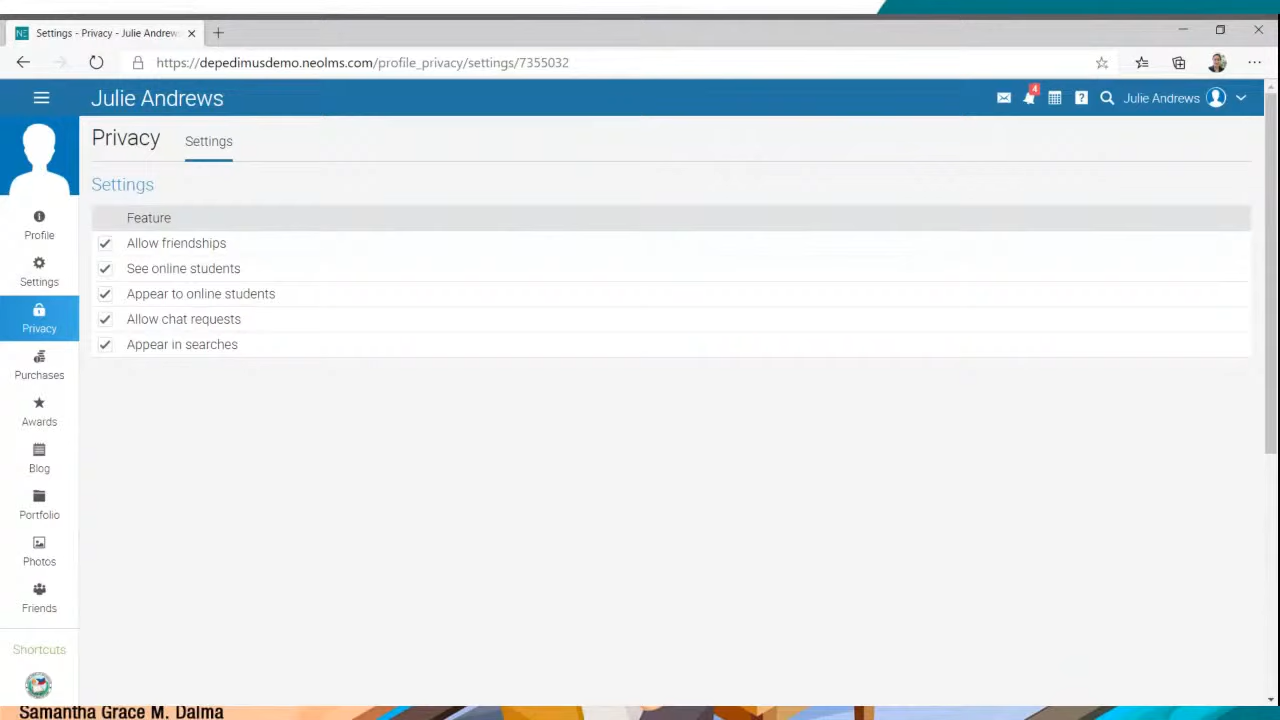 Settings - Privacy - Julie Andrew
https://depedimusdemo.neolms.com/profile_privacy/settings/7355032
Julie Andrews
4
Julie Andrews
Privacy
Settings
Settings
Feature
Allow friendships
See online students
Appear to online students
Allow chat requests
Appear in searches
Profile
Settings
Privacy
Purchases
Awards
Blog
Portfolio
Photos
Friends
Shortcuts
Samantha Grace M. Dalma